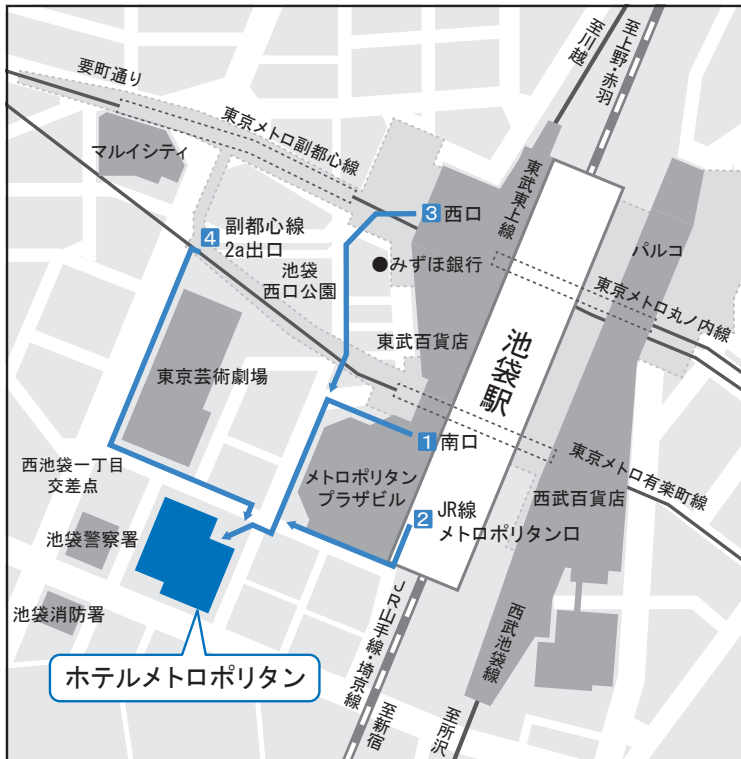 至川越
至上野・赤羽
要町通り
東京メトロ副都心線
マルイシティ
東武東上線
3 西口
4 副都心線
2a出口
池袋
西口公園
みずほ銀行
パルコ
東京メトロ丸ノ内線
東武百貨店
池袋駅
東京芸術劇場
1 南口
東京メトロ有楽町線
西池袋一丁目
交差点
メトロポリタン
プラザビル
西武百貨店
2 JR線
メトロポリタン口
池袋警察署
池袋消防署
JR山手線・埼京線
西武池袋線
ホテルメトロポリタン
至新宿
至所沢